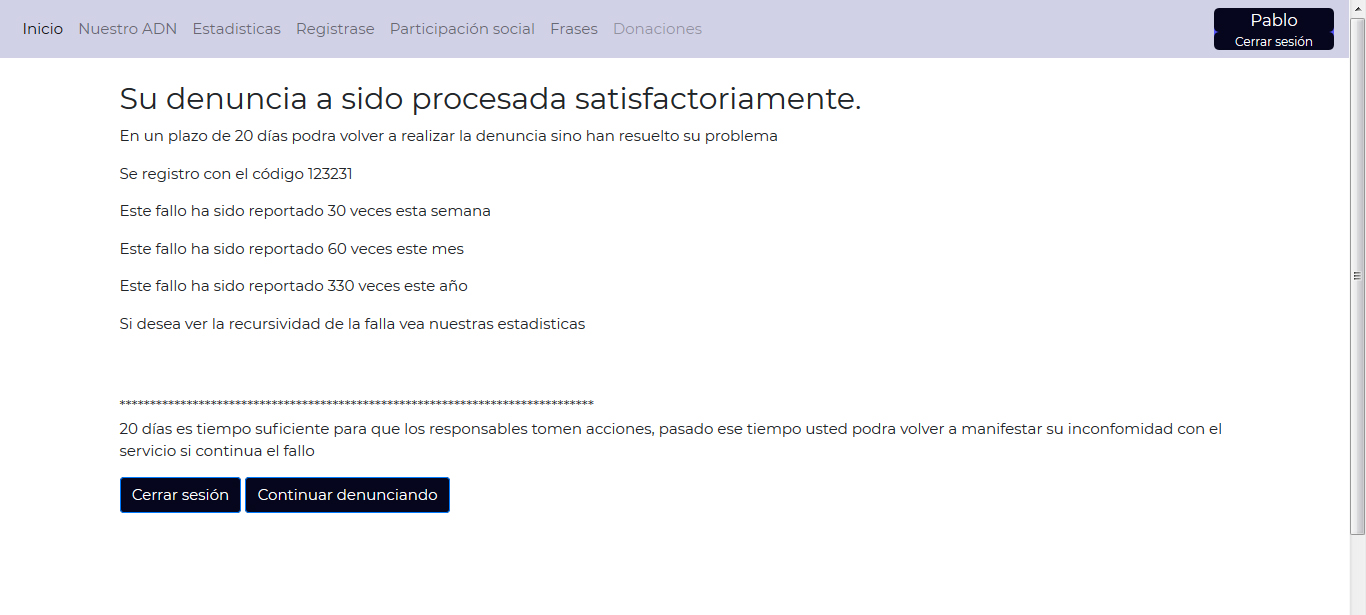 Inicio Nuestro ADN Estadisticas Registrase Participación social Frases Donaciones
Pablo
Cerrar sesión
Su denuncia a sido procesada satisfactoriamente.
En un plazo de 20 días podra volver a realizar la denuncia sino han resuelto su problema
Se registro con el código 123231
Este fallo ha sido reportado 30 veces esta semana
Este fallo ha sido reportado 60 veces este mes
Este fallo ha sido reportado 330 veces este año
Si desea ver la recursividad de la falla vea nuestras estadisticas
******************************************************************************
20 días es tiempo suficiente para que los responsables tomen acciones, pasado ese tiempo usted podra volver a manifestar su inconfomidad con el
servicio si continua el fallo
Cerrar sesión Continuar denunciando